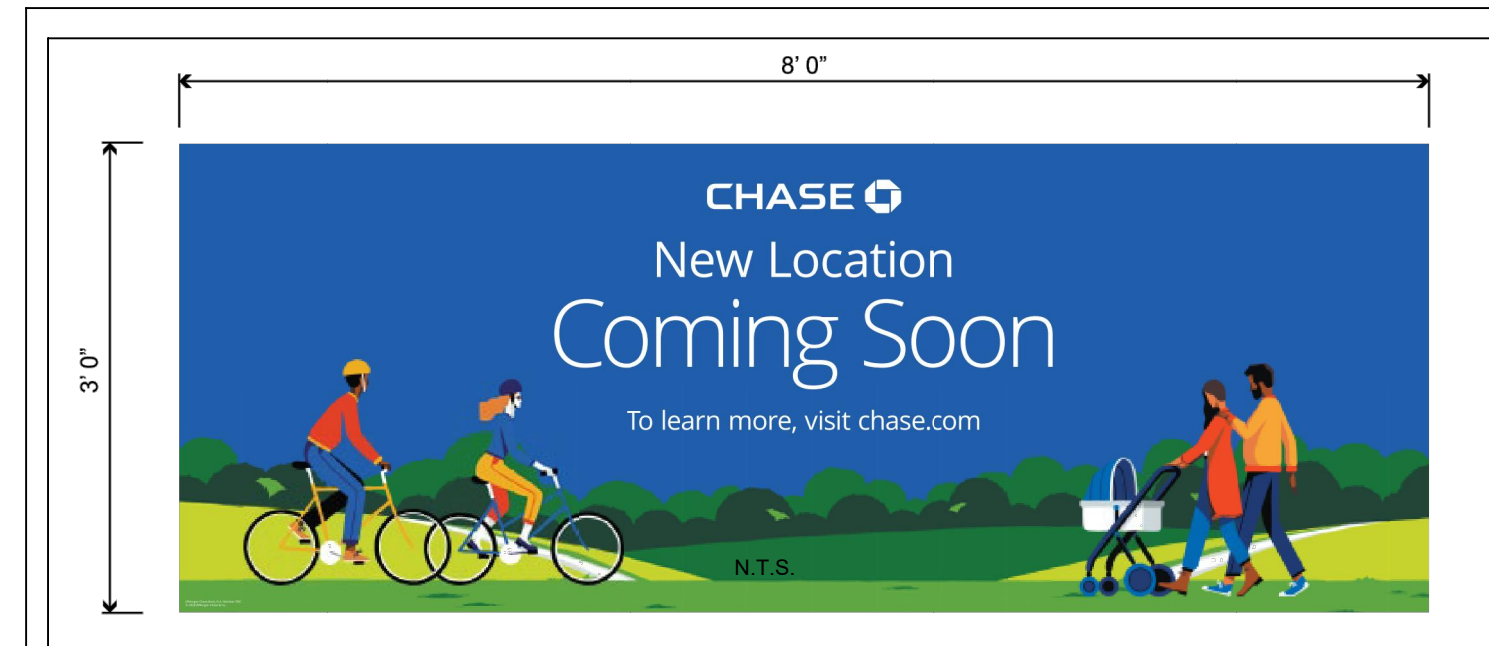 8' 0"
3' 0"
CHASE
New Location
Coming Soon
To learn more, visit chase.com
N.T.S.